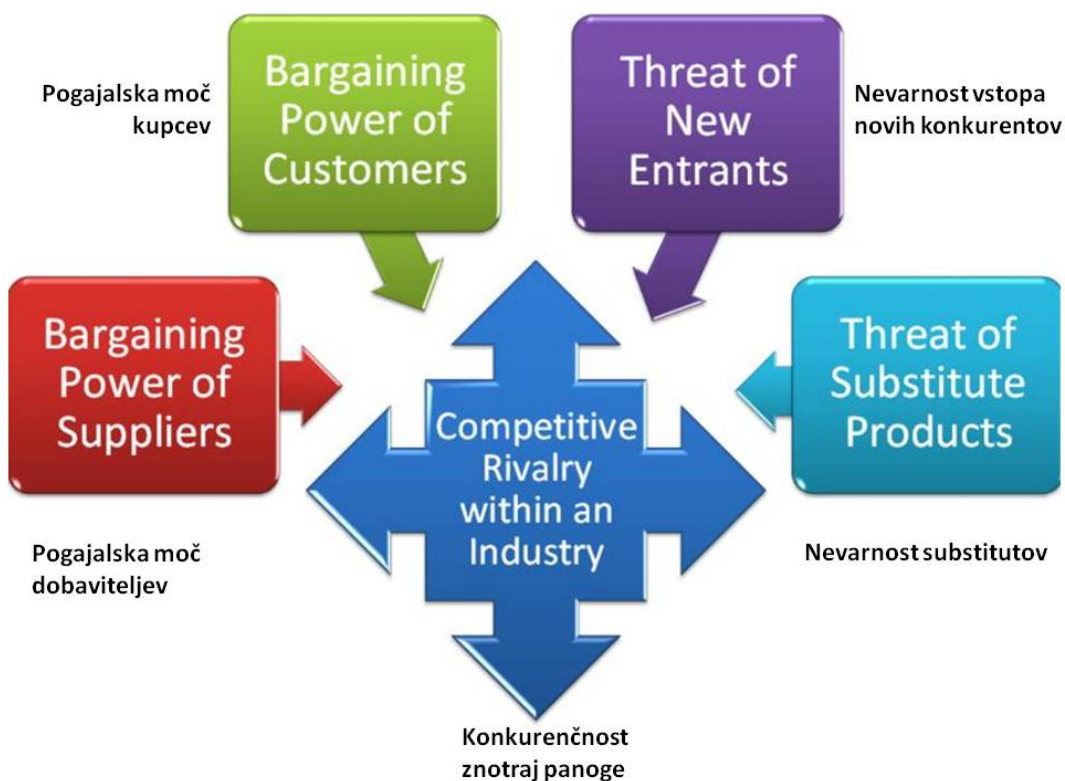 Pogajalska moč
kupcev
Bargaining
Power of
Customers
Threat of
New
Entrants
Nevarnost vstopa
novih konkurentov
Bargaining
Power of
Suppliers
Pogajalska moč
dobaviteljev
Competitive
Rivalry
within an
Industry
Threat of
Substitute
Products
Nevarnost substitutov
Konkurenčnost
znotraj panoge